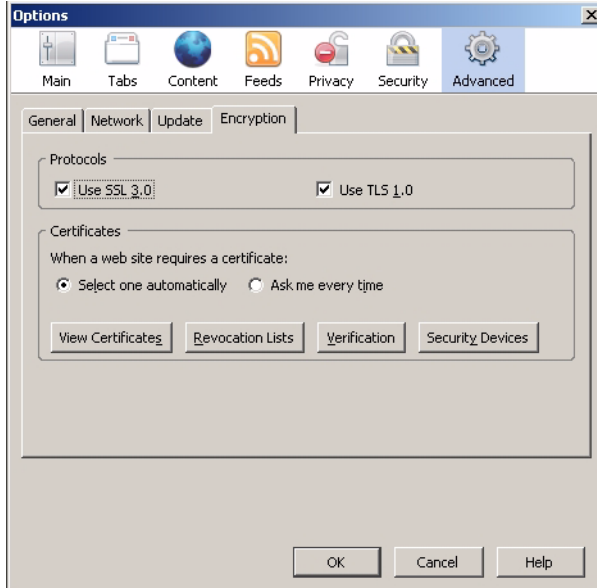 Options
Main Tabs Content Feeds Privacy Security Advanced
General Network Update Encryption
Protocols
Use SSL 3.0 Use TLS 1.0
Certificates
When a web site requires a certificate:
Select one automatically Ask me every time
View Certificates Revocation Lists Verification Security Devices
OK Cancel Help